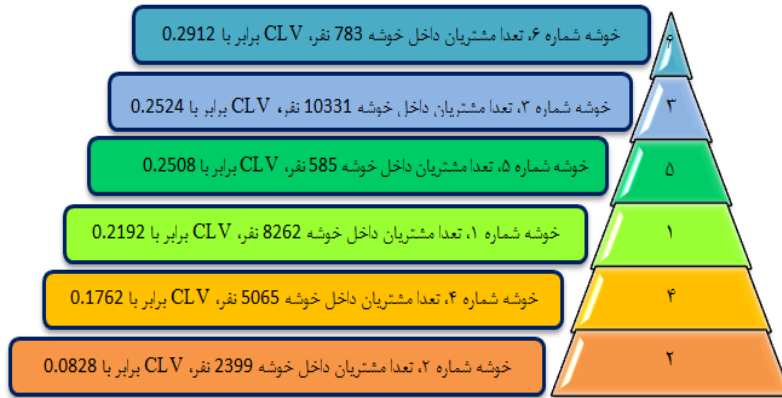 خوشه شماره ۶، تعدا مشتریان داخل خوشه 783 نفر، CLV برابر با 0.2912
خوشه شماره ۳، تعدا مشتریان داخل خوشه 10331 نفر، CLV برابر با 0.2524
۳
خوشه شماره ۵، تعدا مشتریان داخل خوشه 585 نفر، CLV برابر با 0.2508
۵
خوشه شماره ۱، تعدا مشتریان داخل خوشه 8262 نفر، CLV برابر با 0.2192
۱
خوشه شماره ۴، تعدا مشتریان داخل خوشه 5065 نفر، CLV برابر با 0.1762
۴
خوشه شماره ۲، تعدا مشتریان داخل خوشه 2399 نفر، CLV برابر با 0.0828
۲